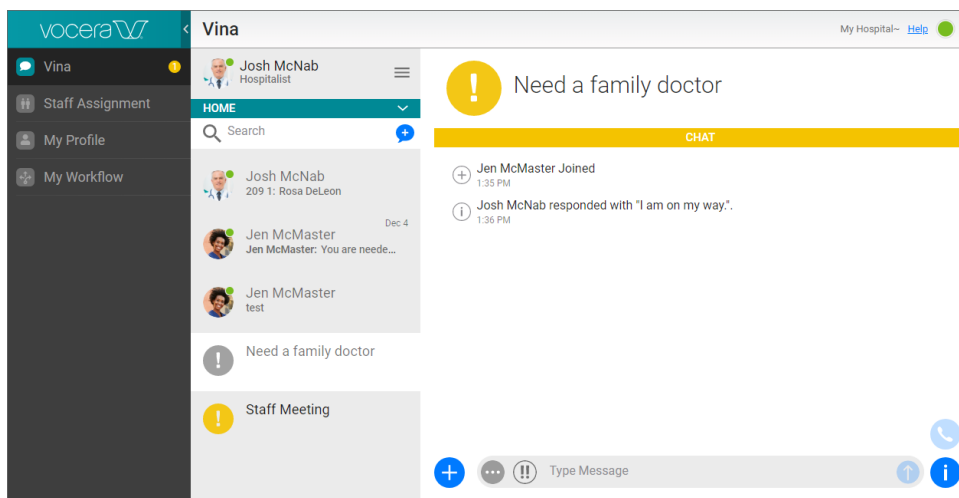 vocera
Vina
My Hospital~ Help
Vina 1
Staff Assignment
My Profile
My Workflow
Josh McNab
Hospitalist
HOME
Search
Josh McNab
209 1: Rosa DeLeon
Dec 4
Jen McMaster
Jen McMaster: You are neede...
Jen McMaster
test
Need a family doctor
Staff Meeting
Need a family doctor
CHAT
Jen McMaster Joined
1:35 PM
Josh McNab responded with "I am on my way.".
1:36 PM
Type Message